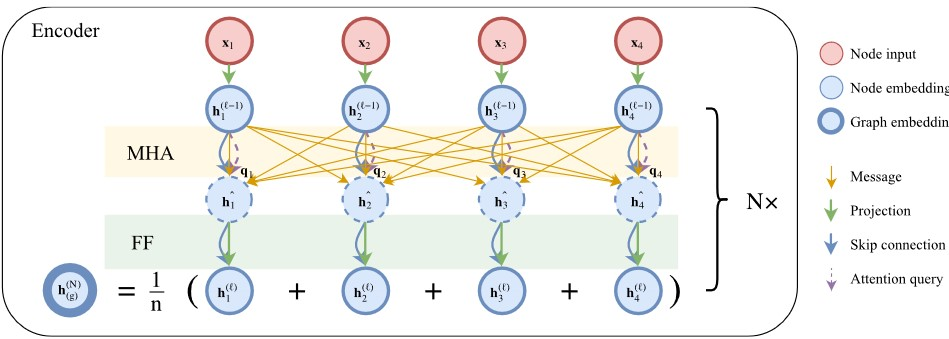 Encoder
x₁ x₂ x₃ x₄
h₁^(ℓ−1) h₂^(ℓ−1) h₃^(ℓ−1) h₄^(ℓ−1)
MHA
q₁ q₂ q₃ q₄
ĥ₁ ĥ₂ ĥ₃ ĥ₄
N×
FF
h_(g)^(N) = 1/n ( h₁^(ℓ) + h₂^(ℓ) + h₃^(ℓ) + h₄^(ℓ) )
Node input
Node embedding
Graph embeddin
Message
Projection
Skip connection
Attention query